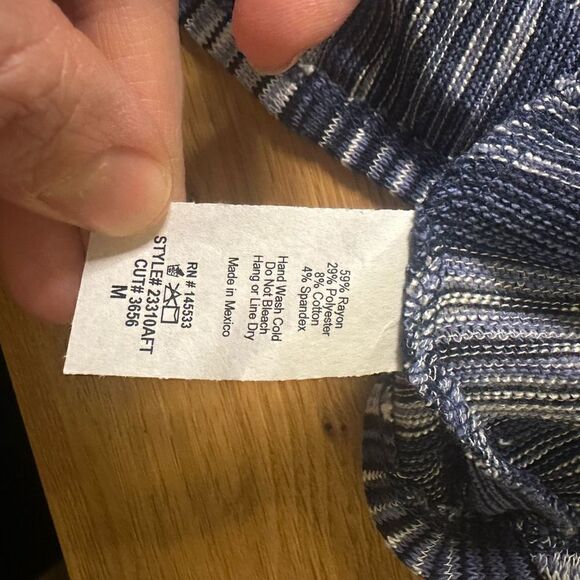 59% Rayon
29% Polyester
8% Cotton
4% Spandex
Hand Wash Cold
Do Not Bleach
Hang or Line Dry
Made in Mexico
RN # 145533
STYLE# 23310AFT
CUT# 3656
M